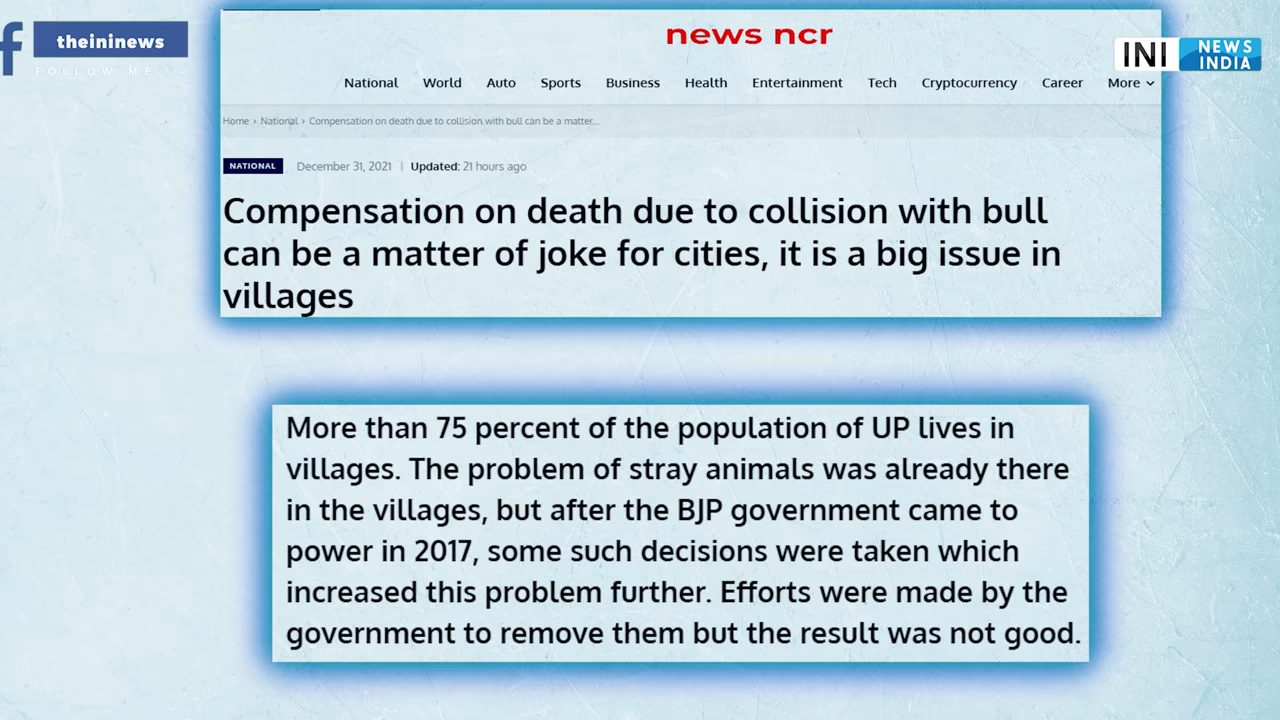 f
theininews
FOLLOW ME
news ncr
INI NEWS INDIA
National World Auto Sports Business Health Entertainment Tech Cryptocurrency Career More
Home › National › Compensation on death due to collision with bull can be a matter...
NATIONAL December 31, 2021 | Updated: 21 hours ago
Compensation on death due to collision with bull
can be a matter of joke for cities, it is a big issue in
villages
More than 75 percent of the population of UP lives in
villages. The problem of stray animals was already there
in the villages, but after the BJP government came to
power in 2017, some such decisions were taken which
increased this problem further. Efforts were made by the
government to remove them but the result was not good.